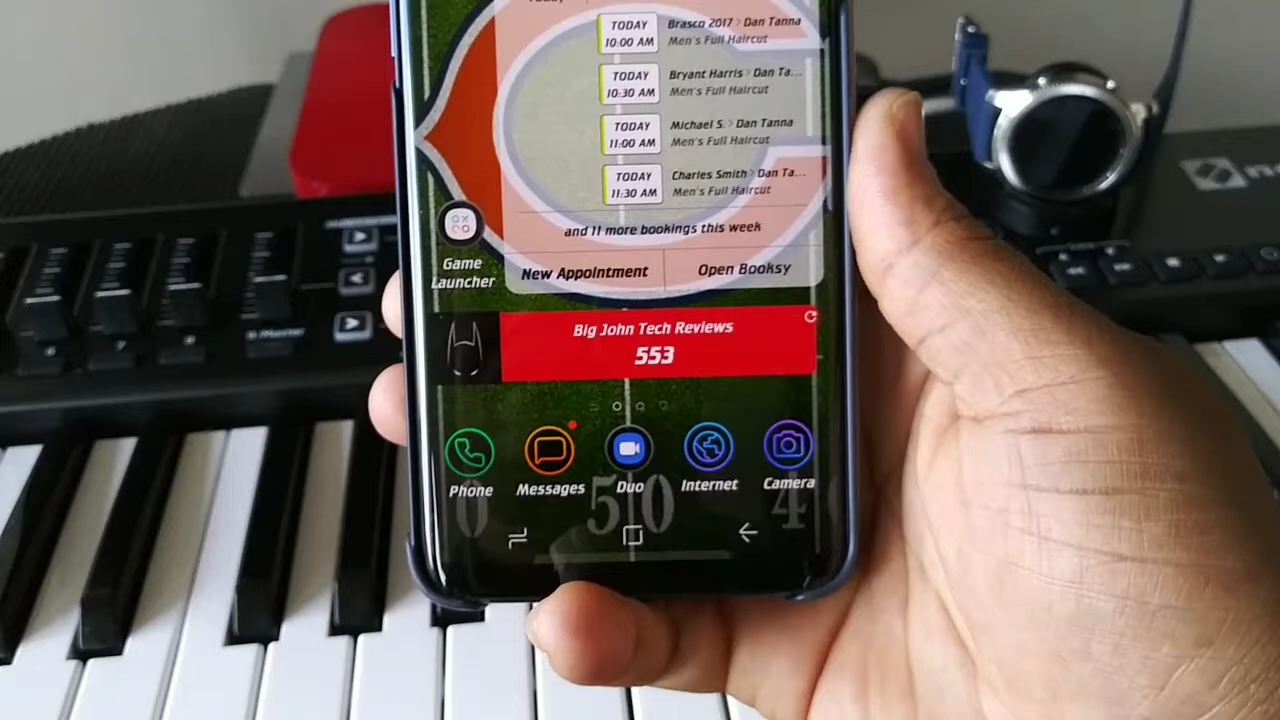 TODAY
10:00 AM
Brasco 2017 > Dan Tanna
Men's Full Haircut
TODAY
10:30 AM
Bryant Harris > Dan Ta...
Men's Full Haircut
TODAY
11:00 AM
Michael S. > Dan Tanna
Men's Full Haircut
TODAY
11:30 AM
Charles Smith > Dan Ta...
Men's Full Haircut
and 11 more bookings this week
New Appointment
Open Booksy
Game
Launcher
Big John Tech Reviews
553
Phone
Messages
Duo
Internet
Camera
0
50
4